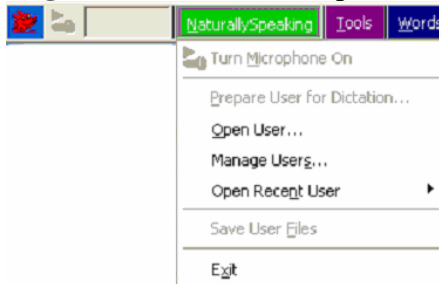 NaturallySpeaking Tools Words
Turn Microphone On
Prepare User for Dictation...
Open User...
Manage Users...
Open Recent User
Save User Files
Exit